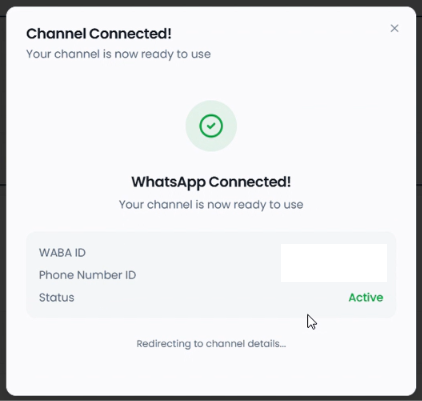 Channel Connected!
Your channel is now ready to use
WhatsApp Connected!
Your channel is now ready to use
WABA ID
Phone Number ID
Status Active
Redirecting to channel details...